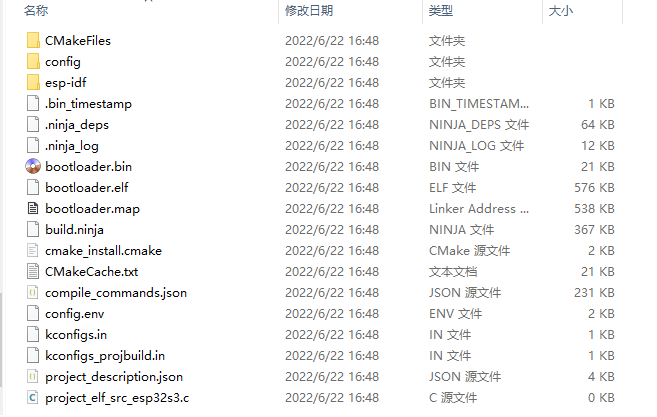 名称 修改日期 类型 大小
CMakeFiles 2022/6/22 16:48 文件夹
config 2022/6/22 16:48 文件夹
esp-idf 2022/6/22 16:48 文件夹
.bin_timestamp 2022/6/22 16:48 BIN_TIMESTAM... 1 KB
.ninja_deps 2022/6/22 16:48 NINJA_DEPS 文件 64 KB
.ninja_log 2022/6/22 16:48 NINJA_LOG 文件 12 KB
bootloader.bin 2022/6/22 16:48 BIN 文件 21 KB
bootloader.elf 2022/6/22 16:48 ELF 文件 576 KB
bootloader.map 2022/6/22 16:48 Linker Address ... 538 KB
build.ninja 2022/6/22 16:48 NINJA 文件 367 KB
cmake_install.cmake 2022/6/22 16:48 CMake 源文件 2 KB
CMakeCache.txt 2022/6/22 16:48 文本文档 21 KB
compile_commands.json 2022/6/22 16:48 JSON 源文件 231 KB
config.env 2022/6/22 16:48 ENV 文件 2 KB
kconfigs.in 2022/6/22 16:48 IN 文件 1 KB
kconfigs_projbuild.in 2022/6/22 16:48 IN 文件 1 KB
project_description.json 2022/6/22 16:48 JSON 源文件 4 KB
project_elf_src_esp32s3.c 2022/6/22 16:48 C 源文件 0 KB